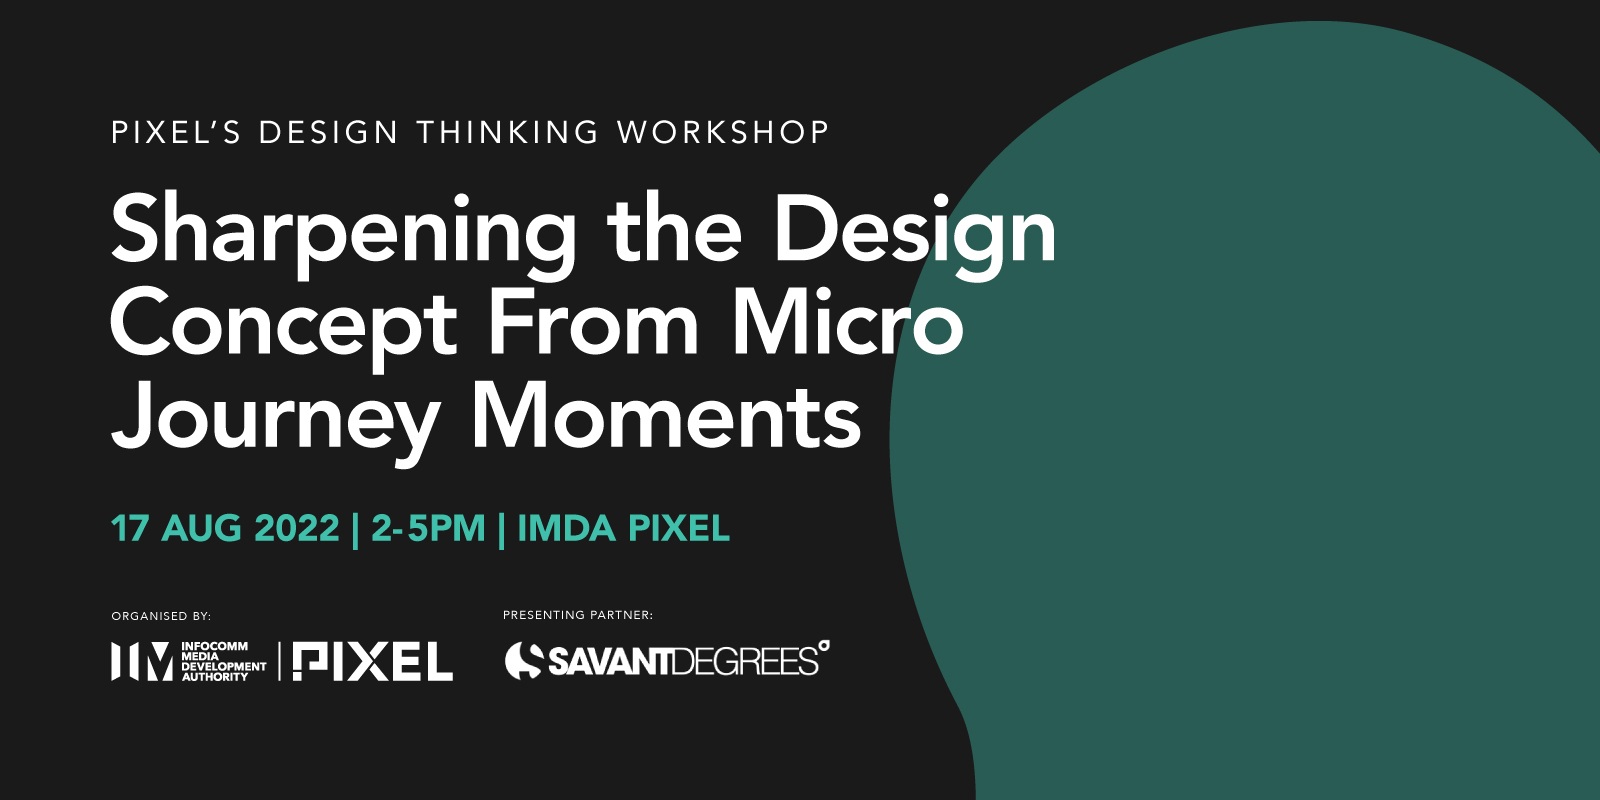 PIXEL’S DESIGN THINKING WORKSHOP
Sharpening the Design
Concept From Micro
Journey Moments
17 AUG 2022 | 2-5PM | IMDA PIXEL
ORGANISED BY:
INFOCOMM
MEDIA
DEVELOPMENT
AUTHORITY
PIXEL
PRESENTING PARTNER:
SAVANTDEGREES